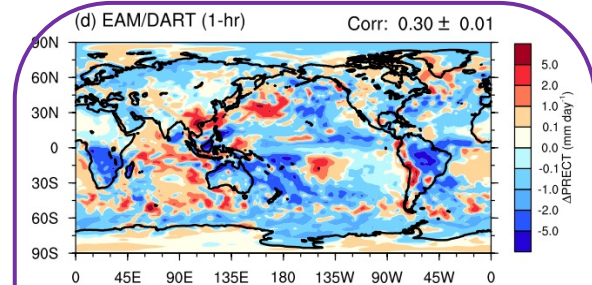 (d) EAM/DART (1-hr) Corr: 0.30 ± 0.01
90N
60N
30N
0
30S
60S
90S
0 45E 90E 135E 180 135W 90W 45W 0
5.0
2.0
1.0
0.1
0.0
-0.1
-1.0
-2.0
-5.0
ΔPRECT (mm day⁻¹)